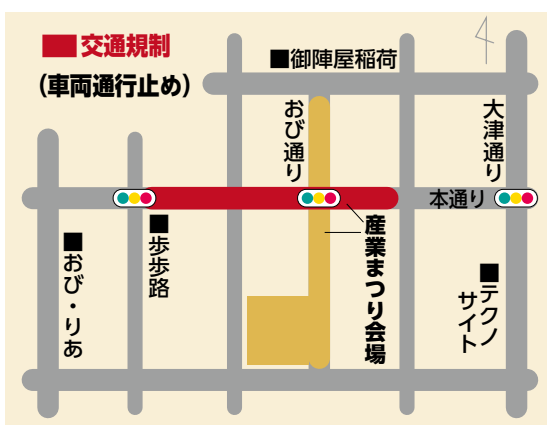 ■交通規制
(車両通行止め)
■御陣屋稲荷
おび通り
大津通り
本通り
産業まつり会場
■歩歩路
■おび・りあ
■テクノ
サイト